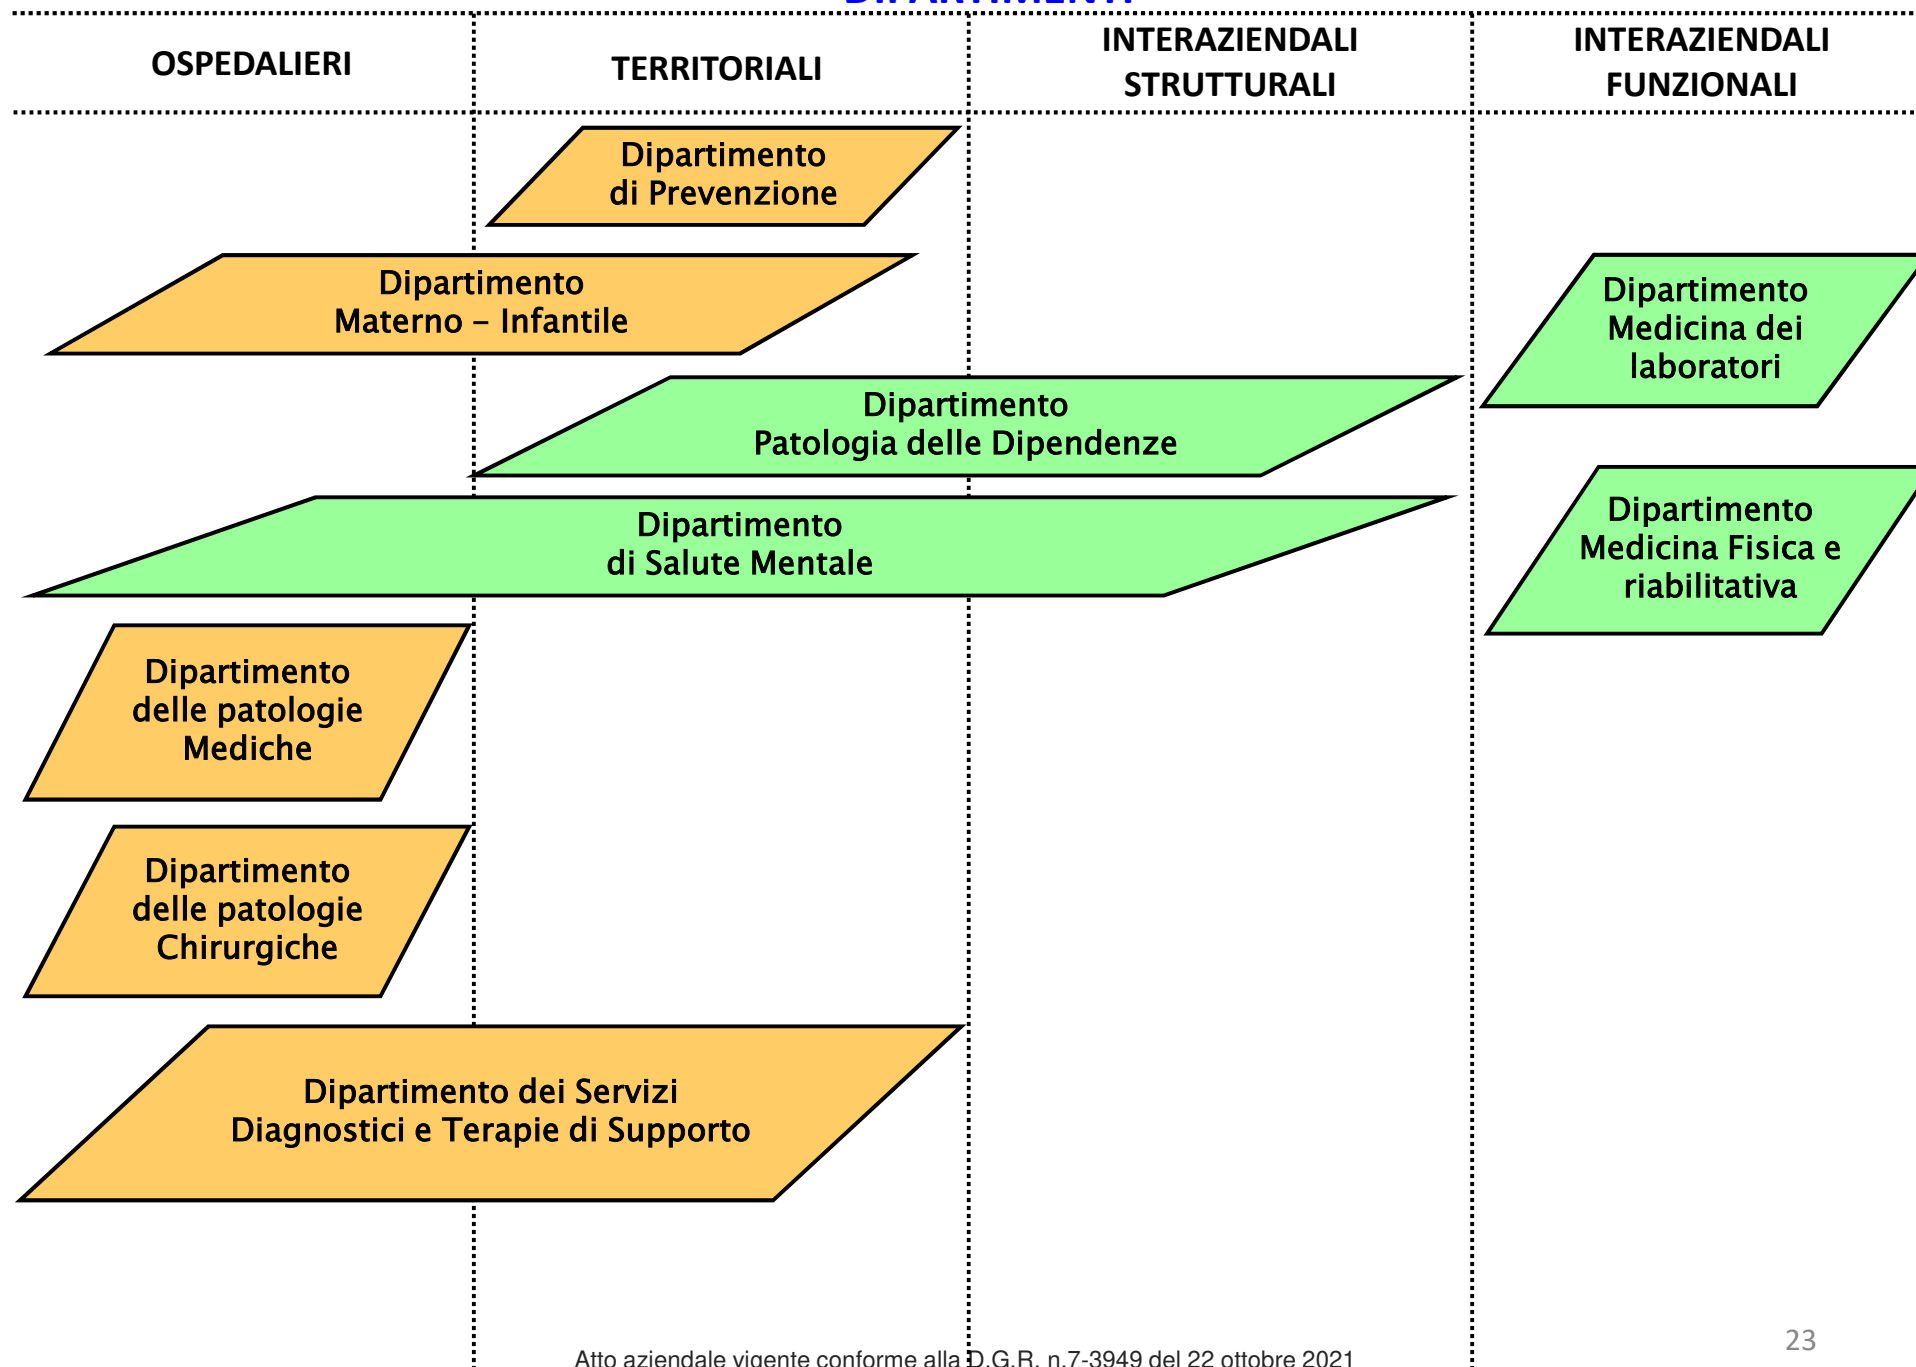 DIPARTIMENTI
OSPEDALIERI
TERRITORIALI
INTERAZIENDALI
STRUTTURALI
INTERAZIENDALI
FUNZIONALI
Dipartimento
di Prevenzione
Dipartimento
Materno – Infantile
Dipartimento
Medicina dei
laboratori
Dipartimento
Patologia delle Dipendenze
Dipartimento
di Salute Mentale
Dipartimento
Medicina Fisica e
riabilitativa
Dipartimento
delle patologie
Mediche
Dipartimento
delle patologie
Chirurgiche
Dipartimento dei Servizi
Diagnostici e Terapie di Supporto
23
Atto aziendale vigente conforme alla D.G.R. n.7-3949 del 22 ottobre 2021